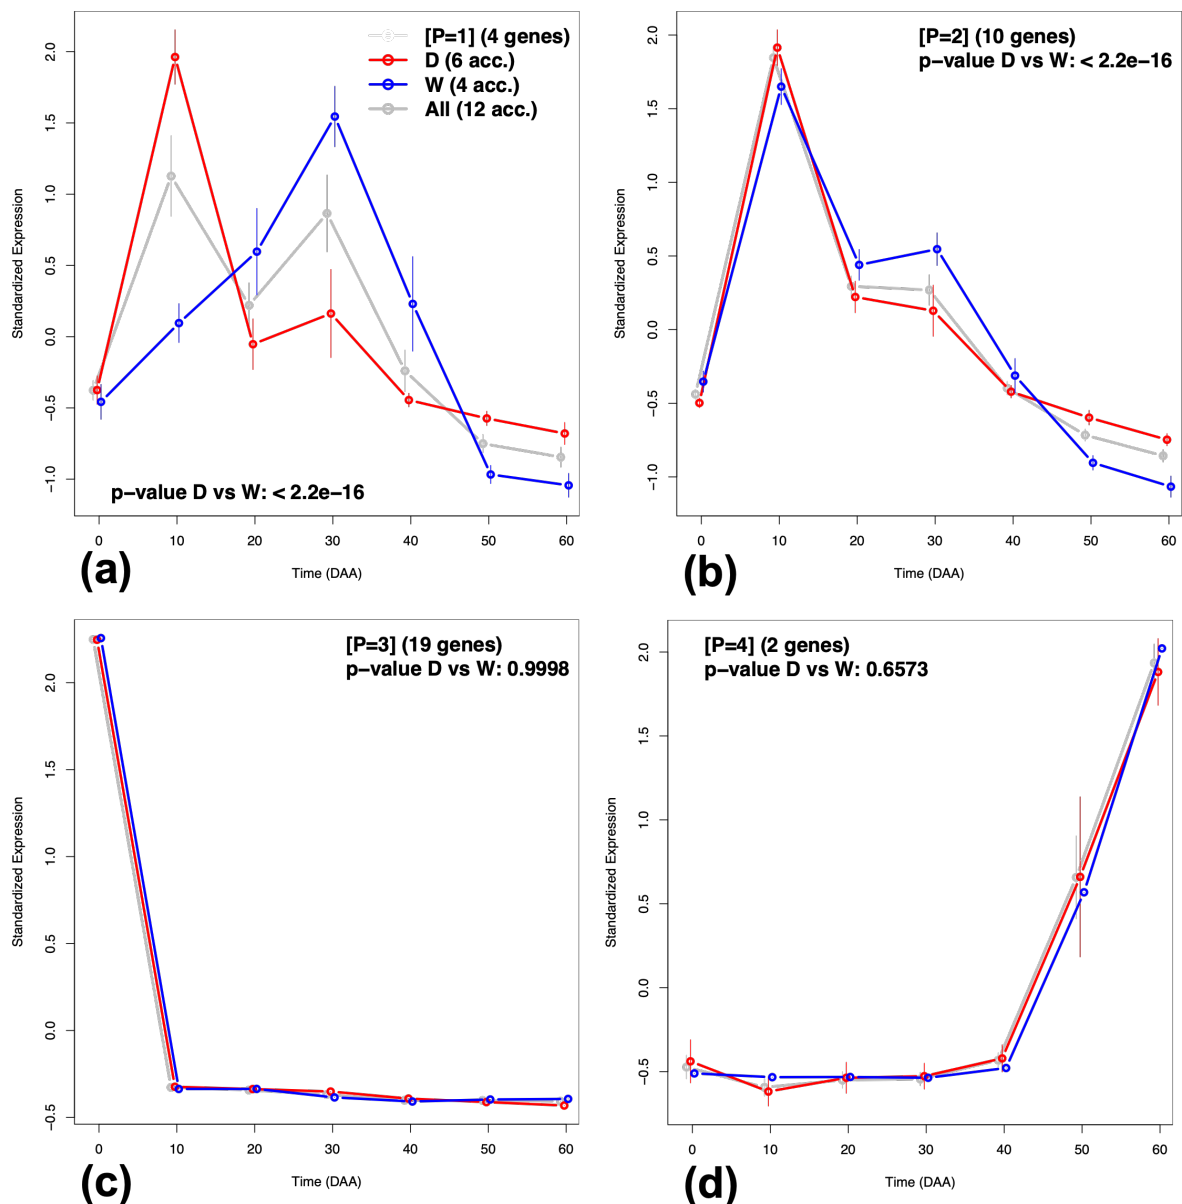 [P=1] (4 genes)
D (6 acc.)
W (4 acc.)
All (12 acc.)
Standardized Expression
2.0
1.5
1.0
0.5
0.0
−0.5
−1.0
p−value D vs W: < 2.2e−16
0 10 20 30 40 50 60
Time (DAA)
(a)
[P=2] (10 genes)
p−value D vs W: < 2.2e−16
Standardized Expression
2.0
1.5
1.0
0.5
0.0
−0.5
−1.0
0 10 20 30 40 50 60
Time (DAA)
(b)
[P=3] (19 genes)
p−value D vs W: 0.9998
Standardized Expression
2.0
1.5
1.0
0.5
0.0
−0.5
0 10 20 30 40 50 60
Time (DAA)
(c)
[P=4] (2 genes)
p−value D vs W: 0.6573
Standardized Expression
2.0
1.5
1.0
0.5
0.0
−0.5
0 10 20 30 40 50 60
Time (DAA)
(d)